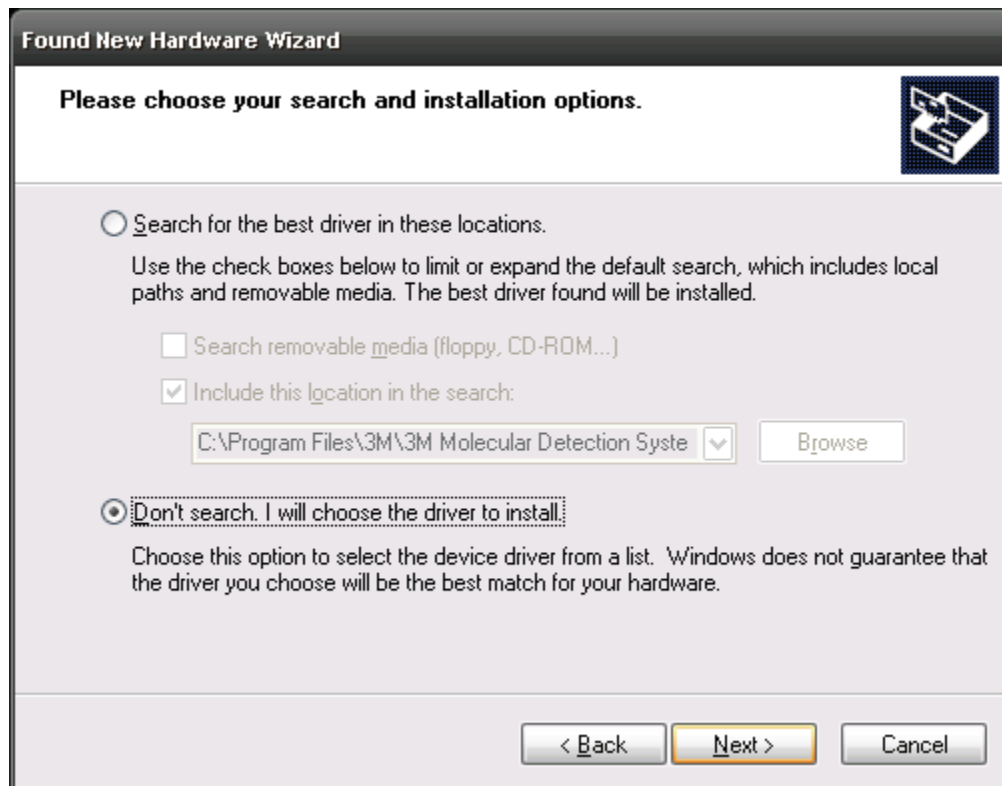 Found New Hardware Wizard
Please choose your search and installation options.
Search for the best driver in these locations.
Use the check boxes below to limit or expand the default search, which includes local
paths and removable media. The best driver found will be installed.
Search removable media (floppy, CD-ROM...)
Include this location in the search:
C:\Program Files\3M\3M Molecular Detection Syste
Browse
Don't search. I will choose the driver to install.
Choose this option to select the device driver from a list.  Windows does not guarantee that
the driver you choose will be the best match for your hardware.
< Back
Next >
Cancel